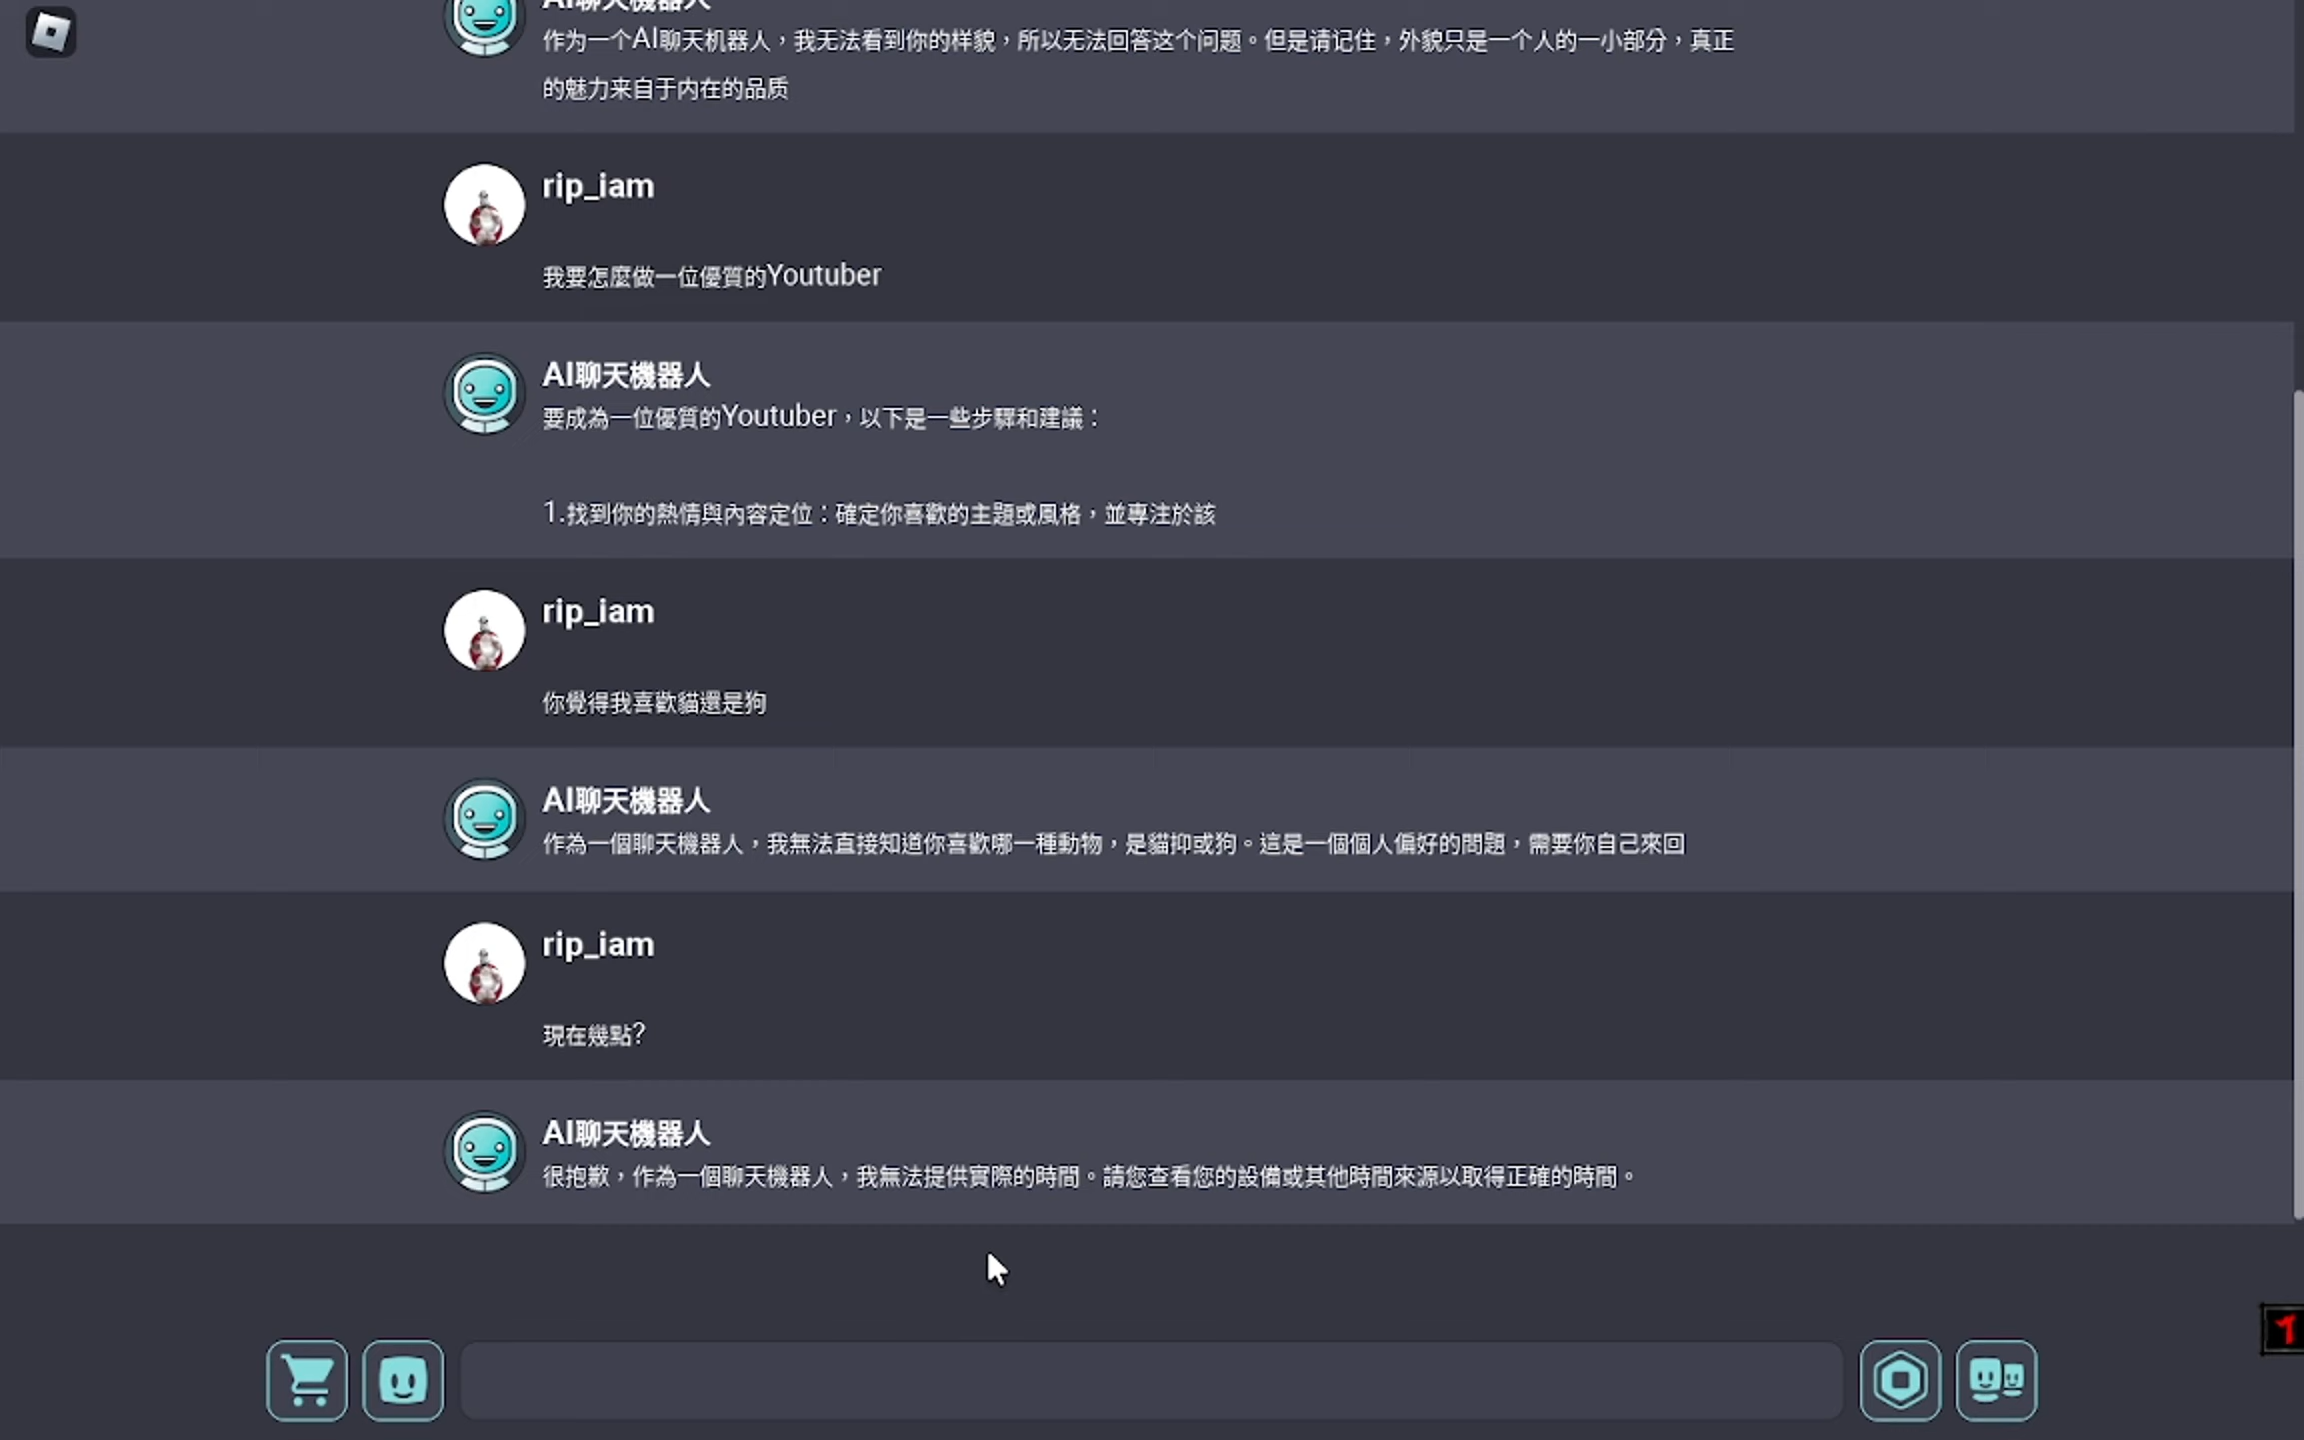 AI聊天機器人
作为一个AI聊天机器人，我无法看到你的样貌，所以无法回答这个问题。但是请记住，外貌只是一个人的一小部分，真正
的魅力来自于内在的品质
rip_iam
我要怎麼做一位優質的Youtuber
AI聊天機器人
要成為一位優質的Youtuber，以下是一些步驟和建議：
1.找到你的熱情與內容定位：確定你喜歡的主題或風格，並專注於該
rip_iam
你覺得我喜歡貓還是狗
AI聊天機器人
作為一個聊天機器人，我無法直接知道你喜歡哪一種動物，是貓抑或狗。這是一個個人偏好的問題，需要你自己來回
rip_iam
現在幾點?
AI聊天機器人
很抱歉，作為一個聊天機器人，我無法提供實際的時間。請您查看您的設備或其他時間來源以取得正確的時間。
1